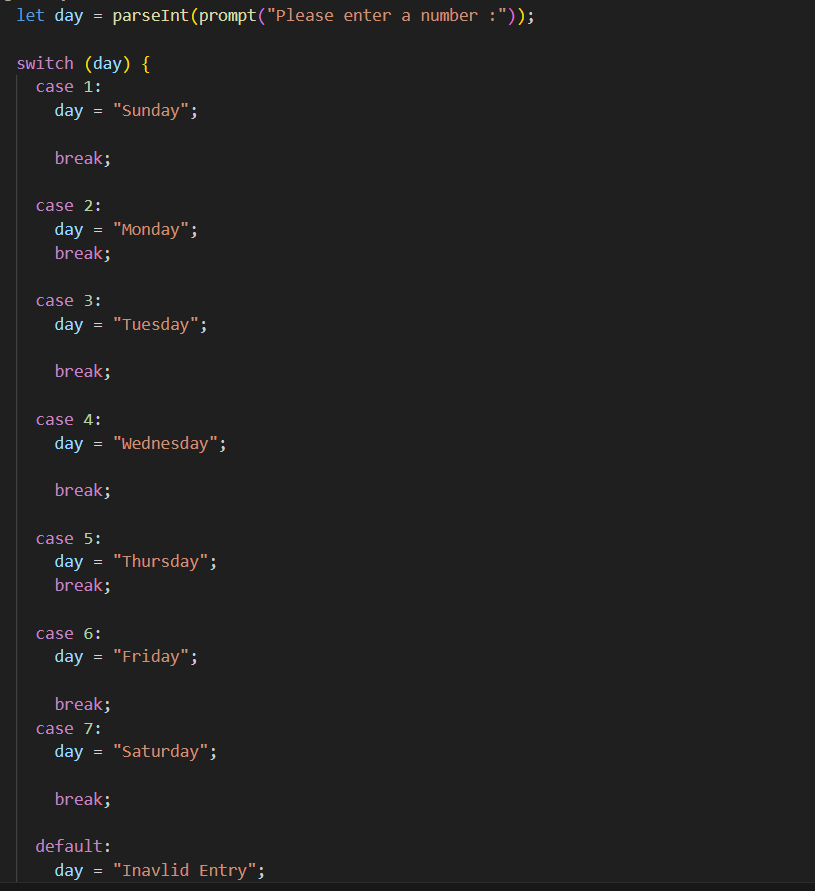 let day = parseInt(prompt("Please enter a number :"));
switch (day) {
case 1:
day = "Sunday";
break;
case 2:
day = "Monday";
break;
case 3:
day = "Tuesday";
break;
case 4:
day = "Wednesday";
break;
case 5:
day = "Thursday";
break;
case 6:
day = "Friday";
break;
case 7:
day = "Saturday";
break;
default:
day = "Inavlid Entry";